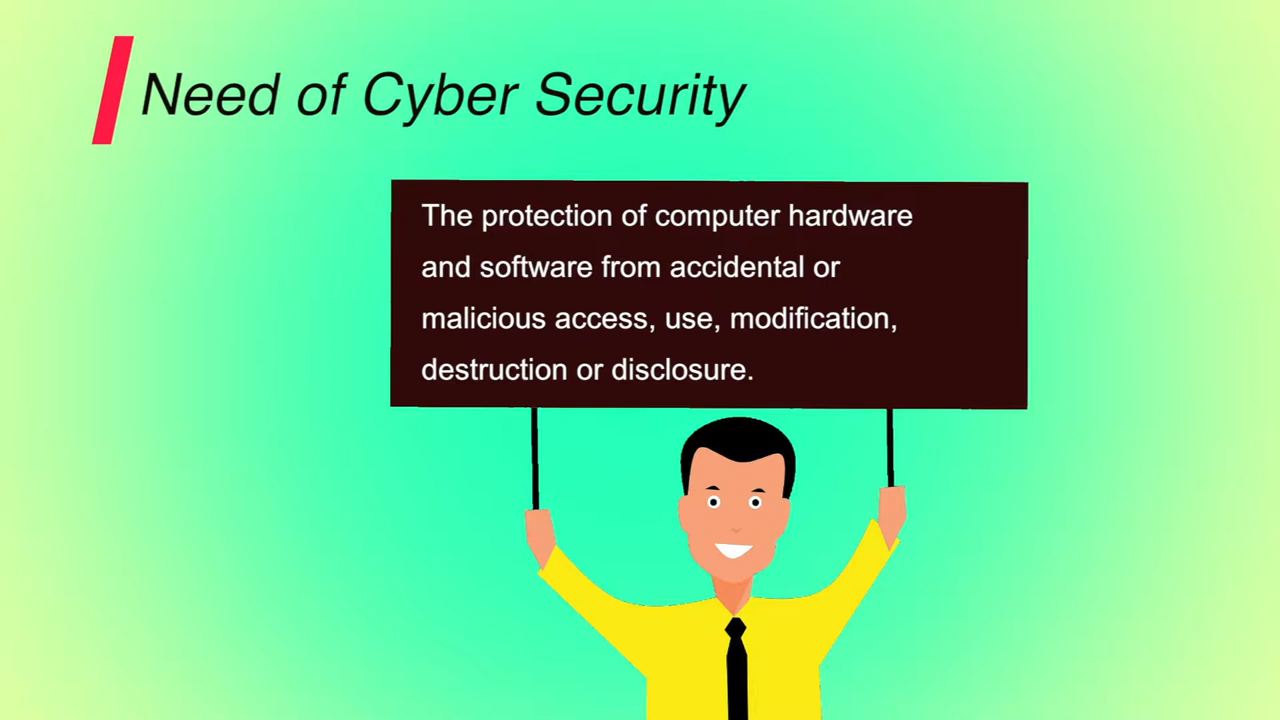 Need of Cyber Security
The protection of computer hardware
and software from accidental or
malicious access, use, modification,
destruction or disclosure.